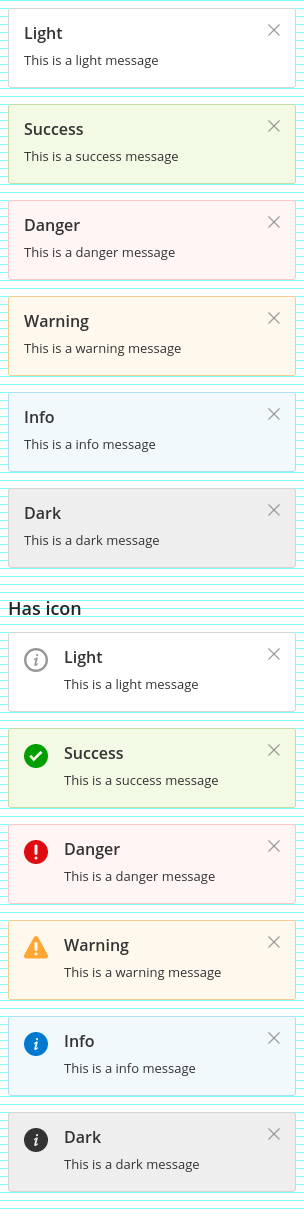 Light
This is a light message
Success
This is a success message
Danger
This is a danger message
Warning
This is a warning message
Info
This is a info message
Dark
This is a dark message
Has icon
Light
This is a light message
Success
This is a success message
Danger
This is a danger message
Warning
This is a warning message
Info
This is a info message
Dark
This is a dark message